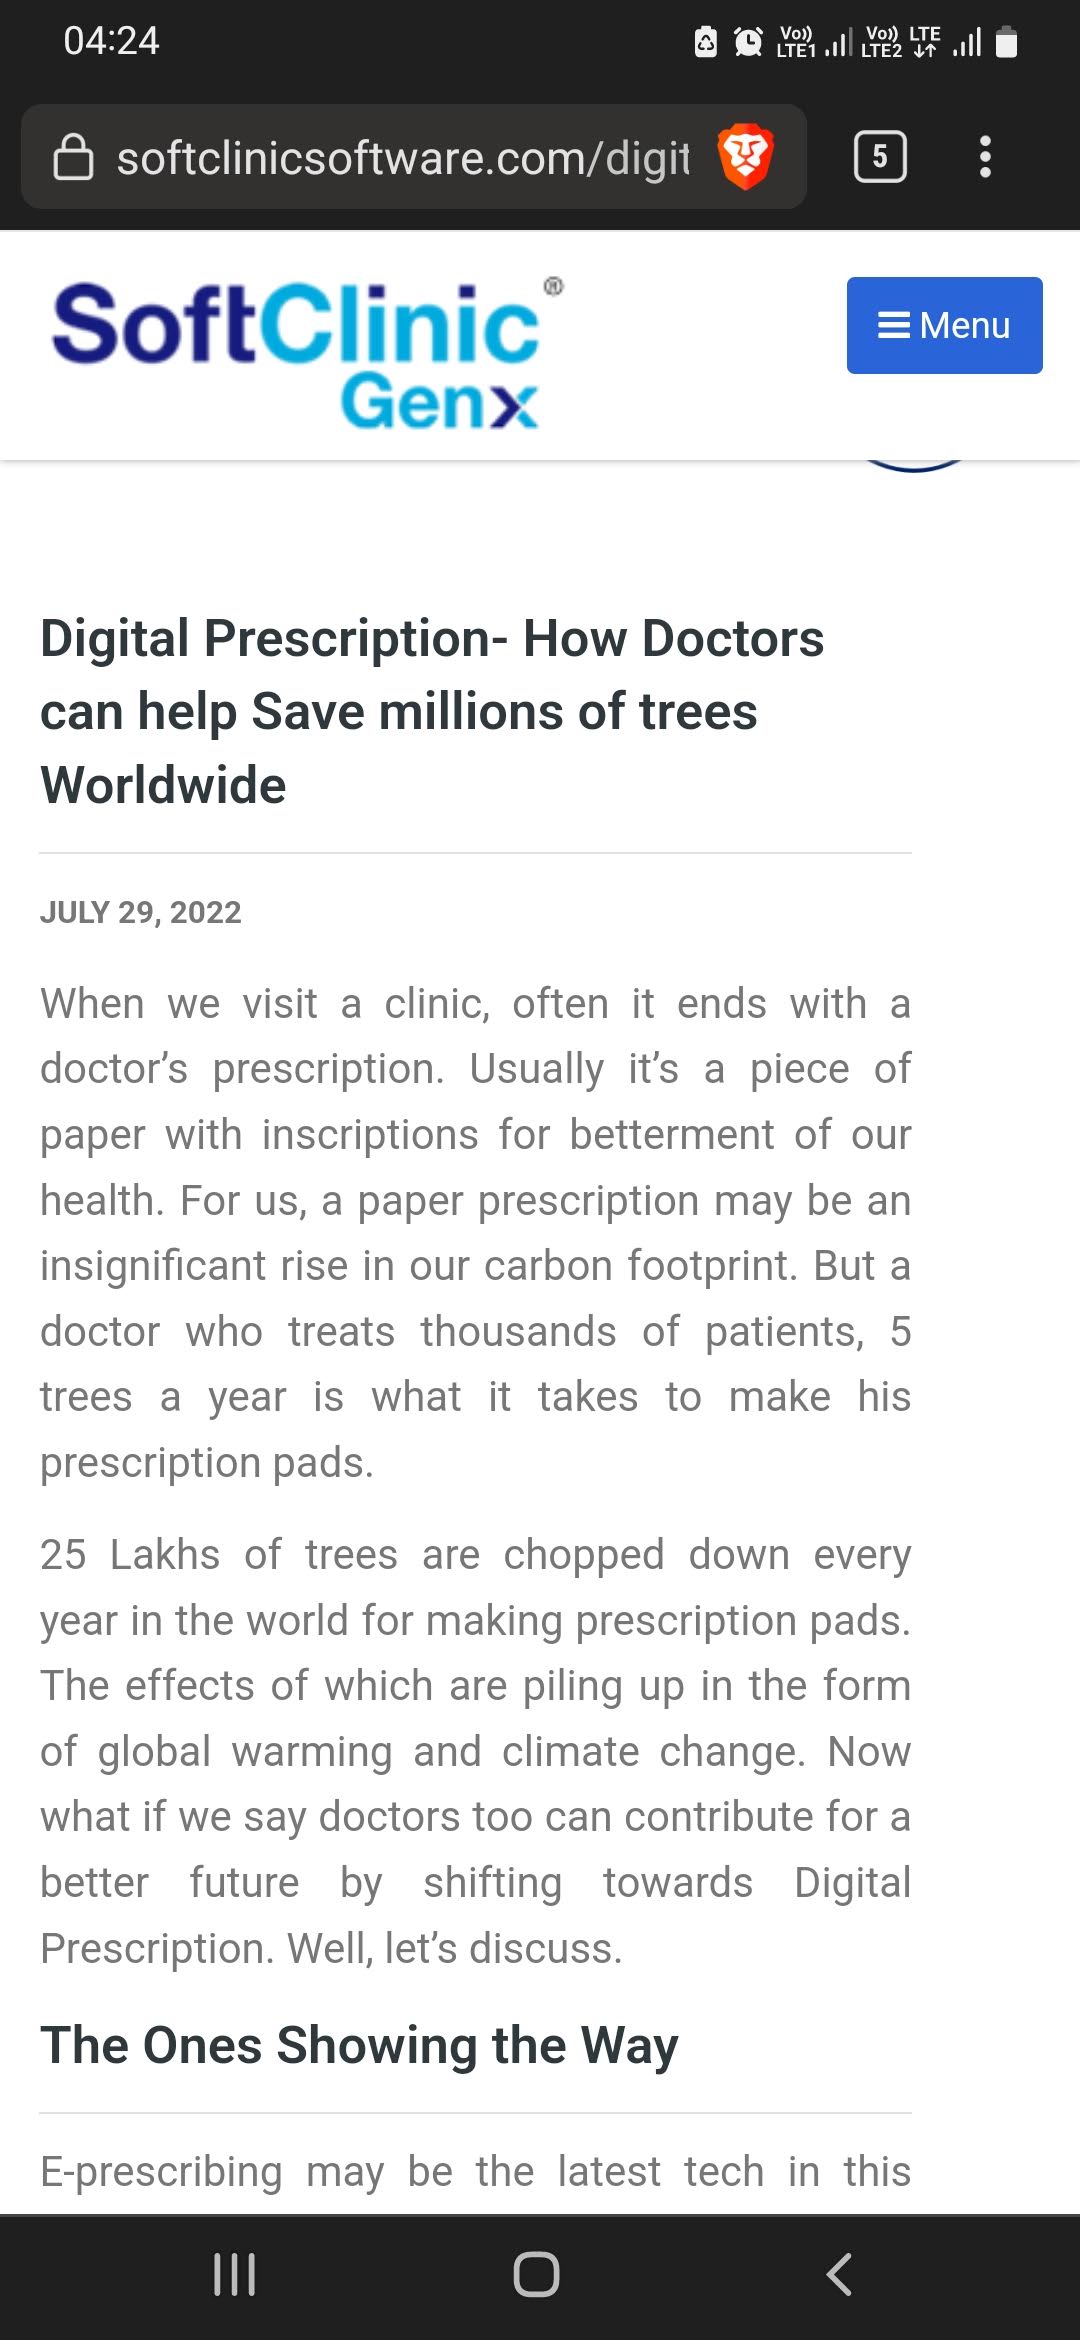 04:24
Vo)) LTE1 Vo)) LTE LTE2
softclinicsoftware.com/digit
5
SoftClinic®
Genx
Menu
Digital Prescription- How Doctors
can help Save millions of trees
Worldwide
JULY 29, 2022
When we visit a clinic, often it ends with a
doctor’s prescription. Usually it’s a piece of
paper with inscriptions for betterment of our
health. For us, a paper prescription may be an
insignificant rise in our carbon footprint. But a
doctor who treats thousands of patients, 5
trees a year is what it takes to make his
prescription pads.
25 Lakhs of trees are chopped down every
year in the world for making prescription pads.
The effects of which are piling up in the form
of global warming and climate change. Now
what if we say doctors too can contribute for a
better future by shifting towards Digital
Prescription. Well, let’s discuss.
The Ones Showing the Way
E-prescribing may be the latest tech in this